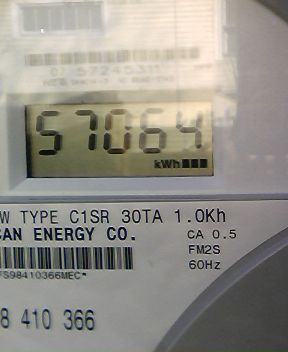 57064
kWh
W TYPE C1SR 30TA 1.0Kh
CAN ENERGY CO.
CA 0.5
FM2S
60Hz
8 410 366